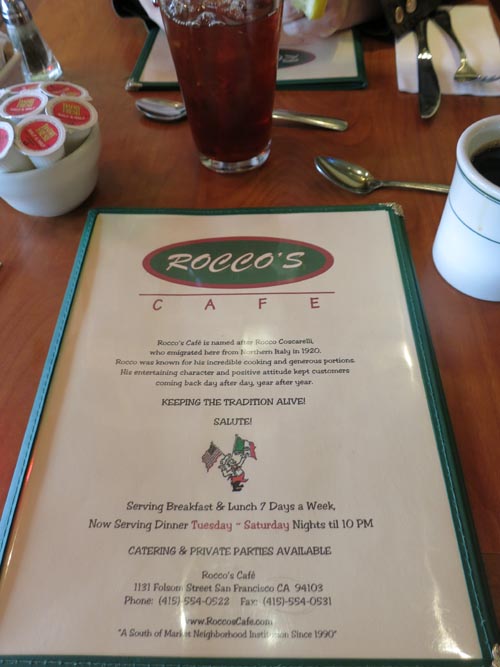 ROCCO'S
CAFE
Rocco's Café is named after Rocco Coscarelli,
who emigrated here from Northern Italy in 1920.
Rocco was known for his incredible cooking and generous portions.
His entertaining character and positive attitude kept customers
coming back day after day, year after year.
KEEPING THE TRADITION ALIVE!
SALUTE!
Serving Breakfast & Lunch 7 Days a Week,
Now Serving Dinner Tuesday ~ Saturday Nights til 10 PM
CATERING & PRIVATE PARTIES AVAILABLE
Rocco's Café
1131 Folsom Street San Francisco CA 94103
Phone: (415)-554-0522 Fax: (415)-554-0531
www.RoccosCafe.com
"A South of Market Neighborhood Institution Since 1990"